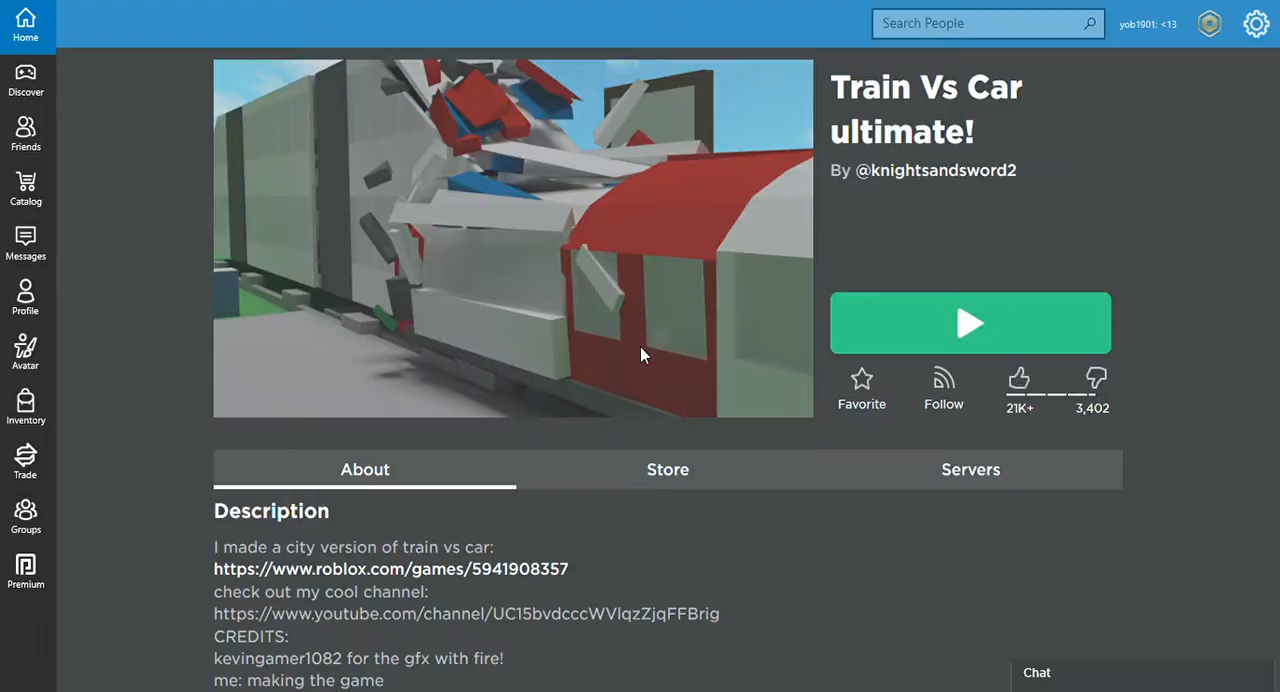 Home
Search People
yob1901: <13
Discover
Friends
Catalog
Messages
Profile
Avatar
Inventory
Trade
Groups
Premium
Train Vs Car
ultimate!
By @knightsandsword2
Favorite
Follow
21K+
3,402
About
Store
Servers
Description
I made a city version of train vs car:
https://www.roblox.com/games/5941908357
check out my cool channel:
https://www.youtube.com/channel/UC15bvdcccWVlqzZjqFFBrig
CREDITS:
kevingamer1082 for the gfx with fire!
me: making the game
Chat